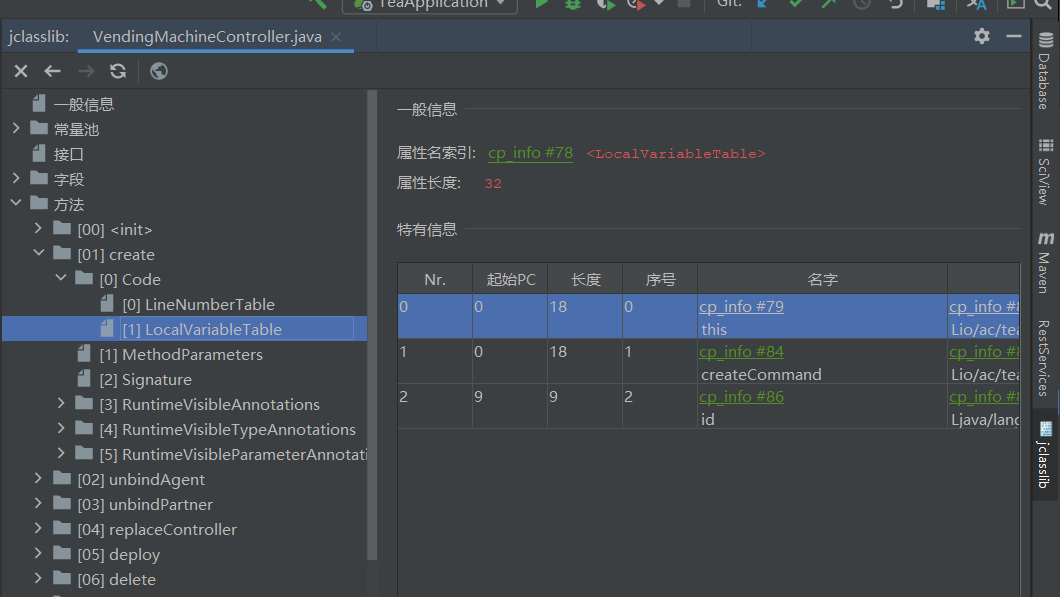 TeaApplication
Git:
jclasslib:
VendingMachineController.java
一般信息
常量池
接口
字段
方法
[00] <init>
[01] create
[0] Code
[0] LineNumberTable
[1] LocalVariableTable
[1] MethodParameters
[2] Signature
[3] RuntimeVisibleAnnotations
[4] RuntimeVisibleTypeAnnotations
[5] RuntimeVisibleParameterAnnotati
[02] unbindAgent
[03] unbindPartner
[04] replaceController
[05] deploy
[06] delete
一般信息
属性名索引: cp_info #78 <LocalVariableTable>
属性长度: 32
特有信息
Nr. 起始PC 长度 序号 名字
0 0 18 0 cp_info #79 cp_info #8
this Lio/ac/tea
1 0 18 1 cp_info #84 cp_info #8
createCommand Lio/ac/tea
2 9 9 2 cp_info #86 cp_info #8
id Ljava/lang
Database
SciView
m Maven
RestServices
jclasslib